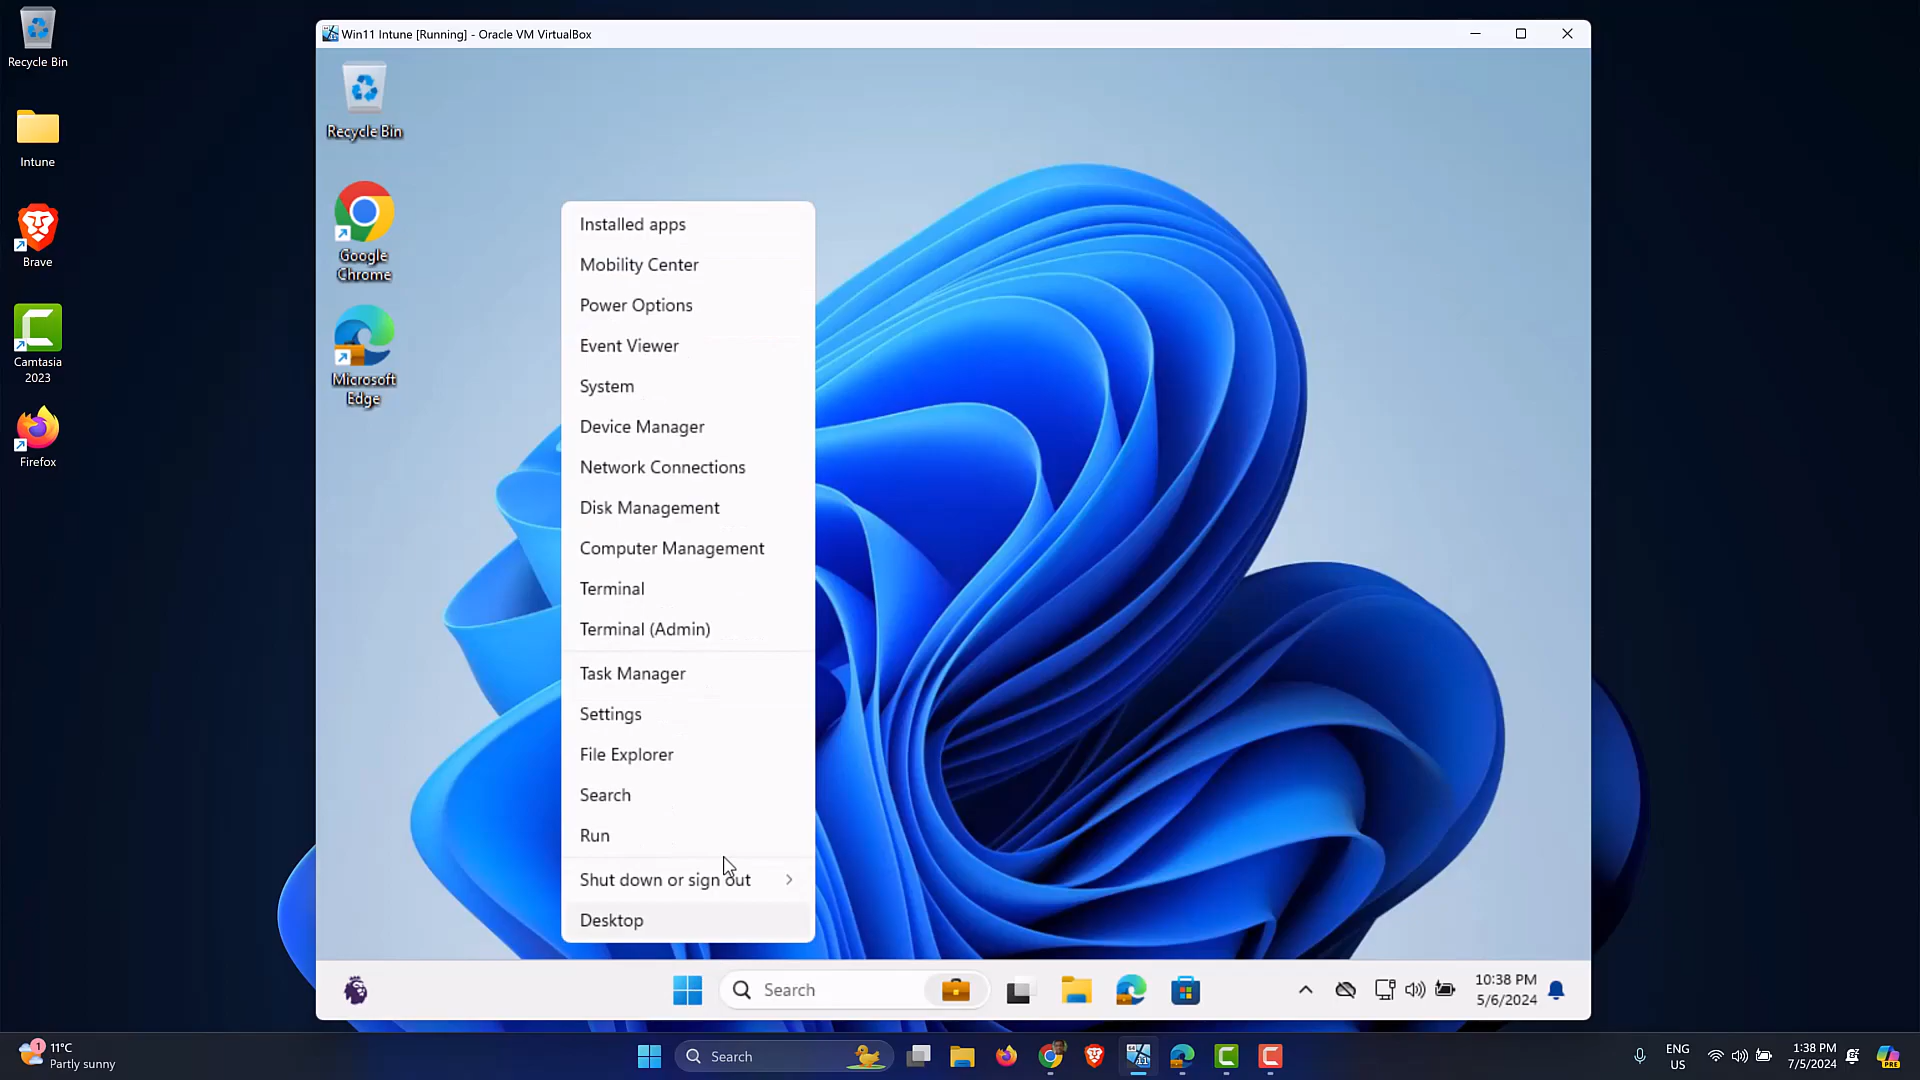 Recycle Bin
Intune
Brave
Camtasia
2023
Firefox
Win11 Intune [Running] - Oracle VM VirtualBox
Recycle Bin
Google
Chrome
Microsoft
Edge
Installed apps
Mobility Center
Power Options
Event Viewer
System
Device Manager
Network Connections
Disk Management
Computer Management
Terminal
Terminal (Admin)
Task Manager
Settings
File Explorer
Search
Run
Shut down or sign out
Desktop
Search
10:38 PM
5/6/2024
1
11°C
Partly sunny
Search
ENG
US
1:38 PM
7/5/2024
PRE